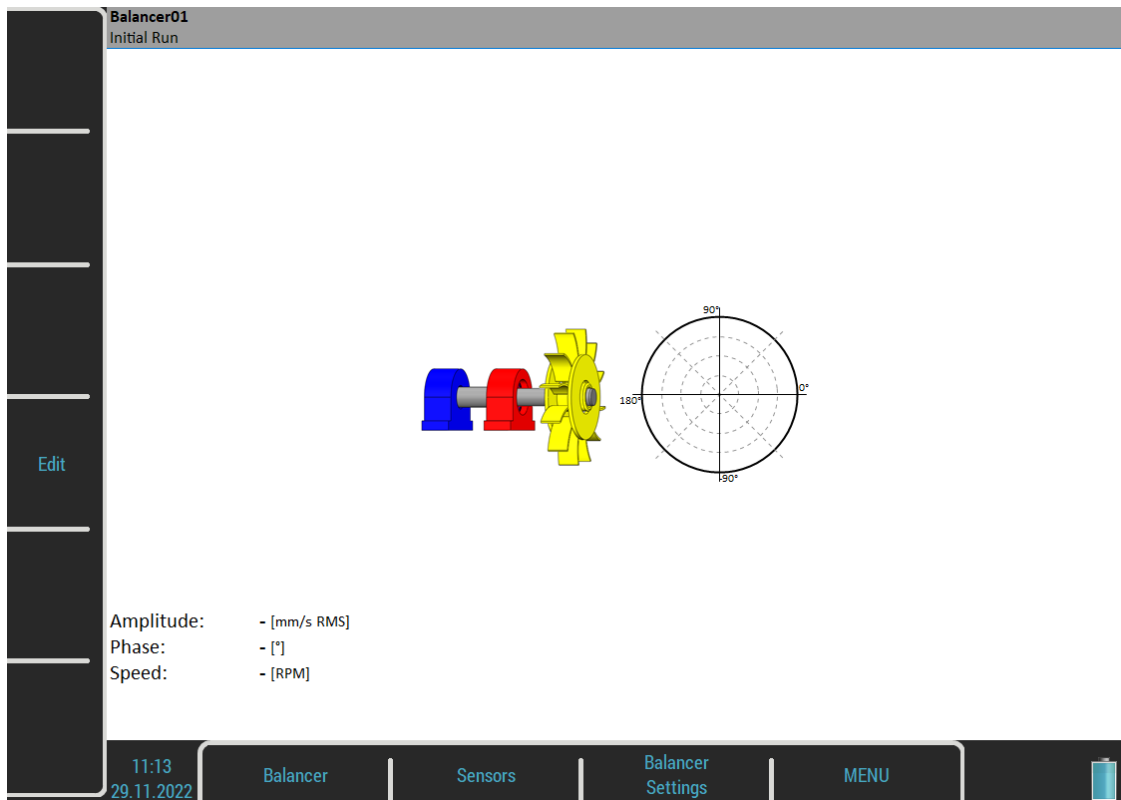 Balancer01
Initial Run
90°
0°
180°
-90°
Edit
Amplitude: - [mm/s RMS]
Phase: - [°]
Speed: - [RPM]
11:13
29.11.2022
Balancer
Sensors
Balancer
Settings
MENU